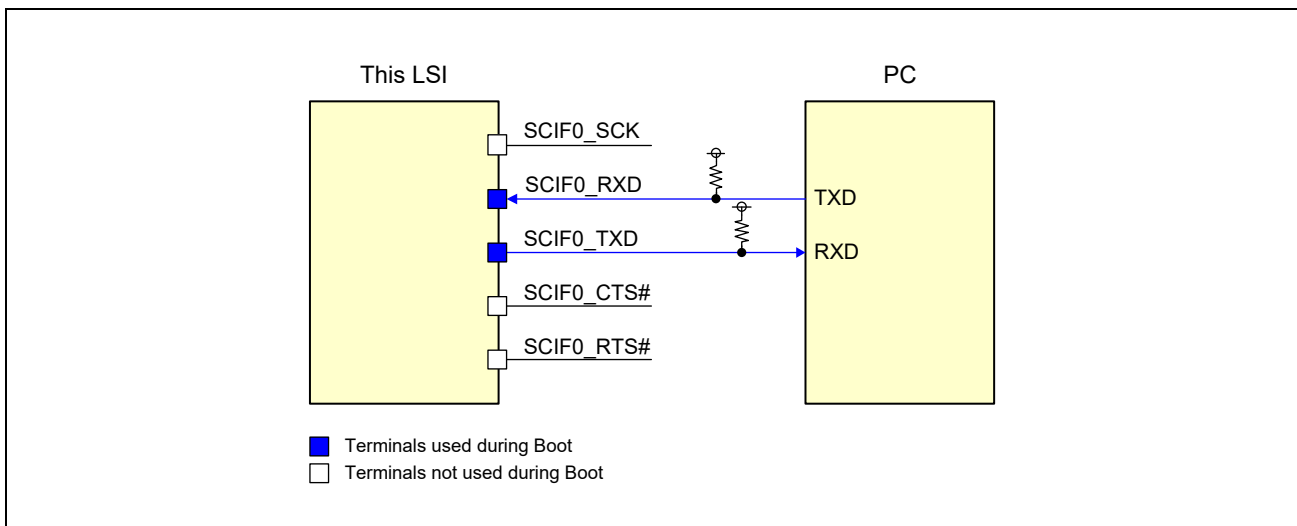 This LSI
PC
SCIF0_SCK
SCIF0_RXD
TXD
SCIF0_TXD
RXD
SCIF0_CTS#
SCIF0_RTS#
Terminals used during Boot
Terminals not used during Boot